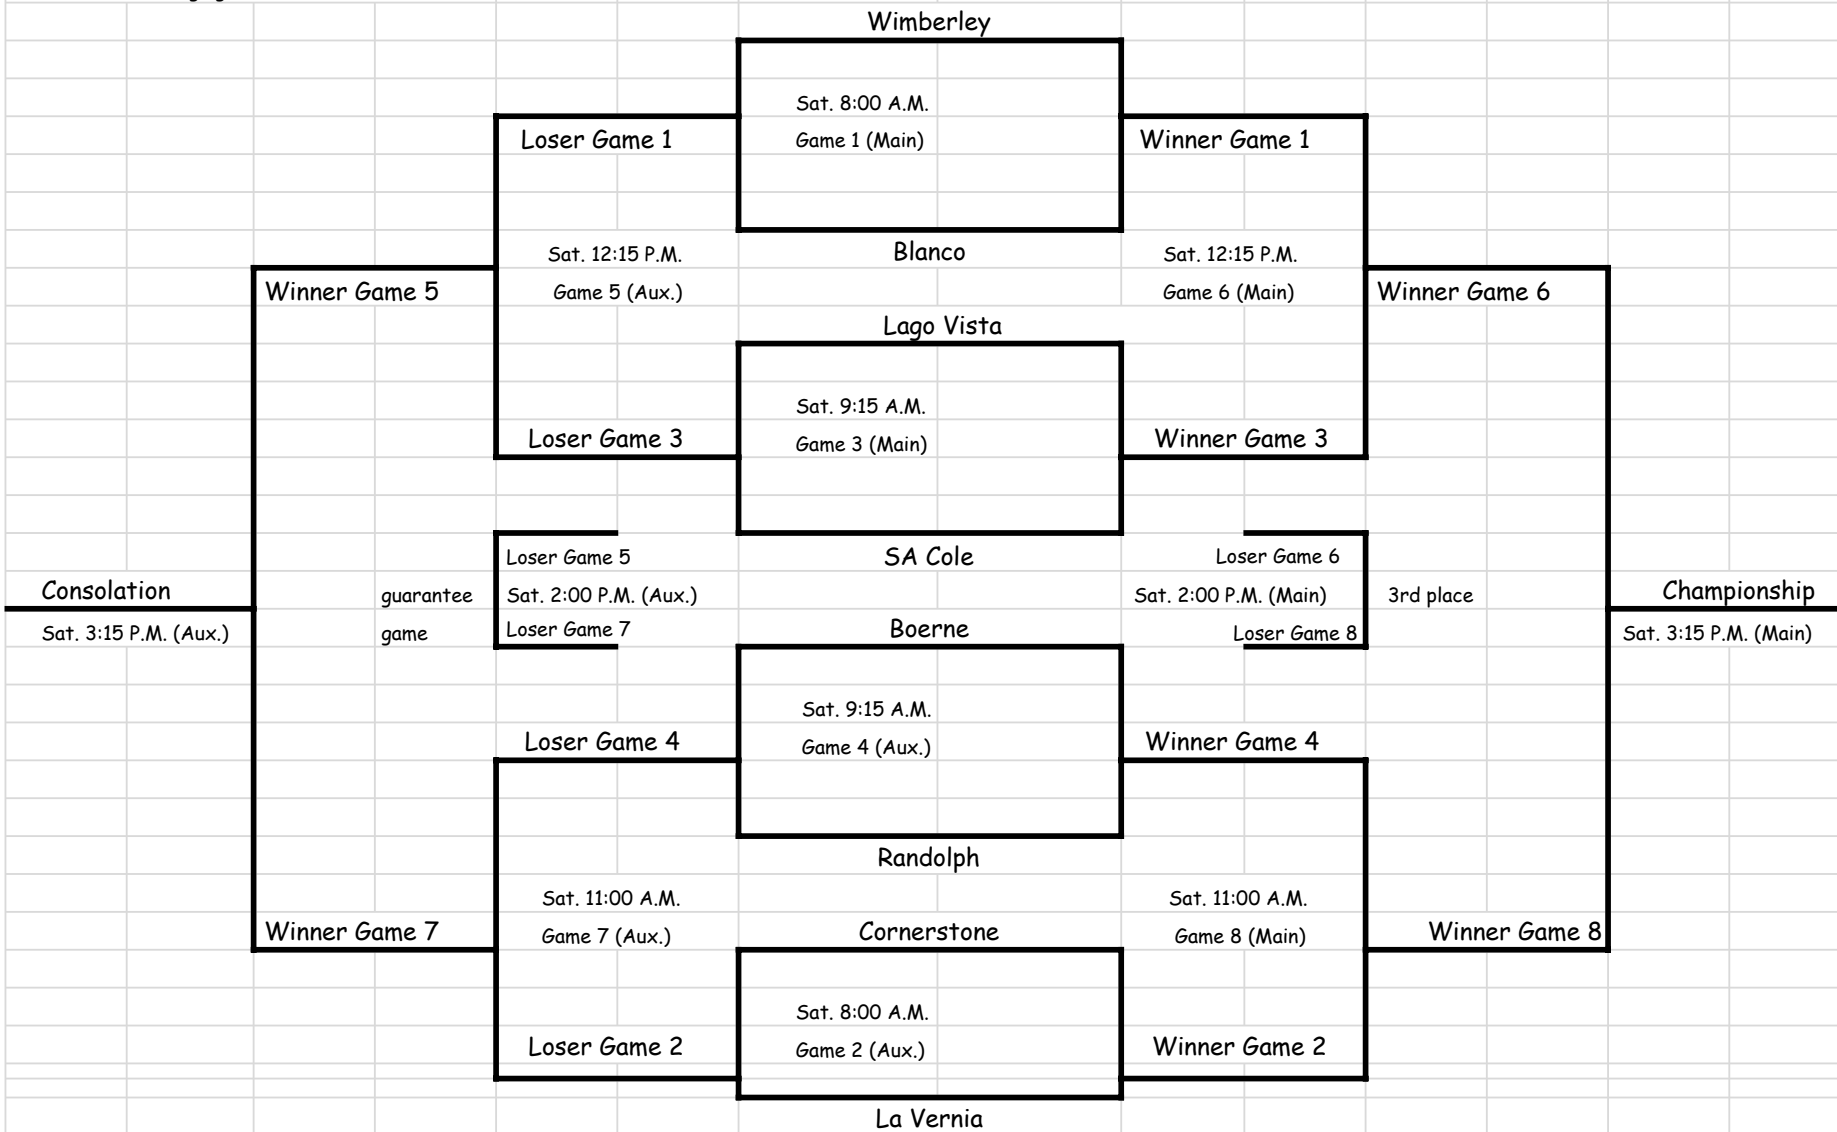 Wimberley
Sat. 8:00 A.M.
Loser Game 1
Game 1 (Main)
Winner Game 1
Sat. 12:15 P.M.
Blanco
Sat. 12:15 P.M.
Winner Game 5
Game 5 (Aux.)
Game 6 (Main)
Winner Game 6
Lago Vista
Sat. 9:15 A.M.
Loser Game 3
Game 3 (Main)
Winner Game 3
Loser Game 5
SA Cole
Loser Game 6
Consolation
guarantee
Sat. 2:00 P.M. (Aux.)
Sat. 2:00 P.M. (Main)
3rd place
Championship
Sat. 3:15 P.M. (Aux.)
game
Loser Game 7
Boerne
Loser Game 8
Sat. 3:15 P.M. (Main)
Sat. 9:15 A.M.
Loser Game 4
Game 4 (Aux.)
Winner Game 4
Randolph
Sat. 11:00 A.M.
Sat. 11:00 A.M.
Winner Game 7
Game 7 (Aux.)
Cornerstone
Game 8 (Main)
Winner Game 8
Sat. 8:00 A.M.
Loser Game 2
Game 2 (Aux.)
Winner Game 2
La Vernia